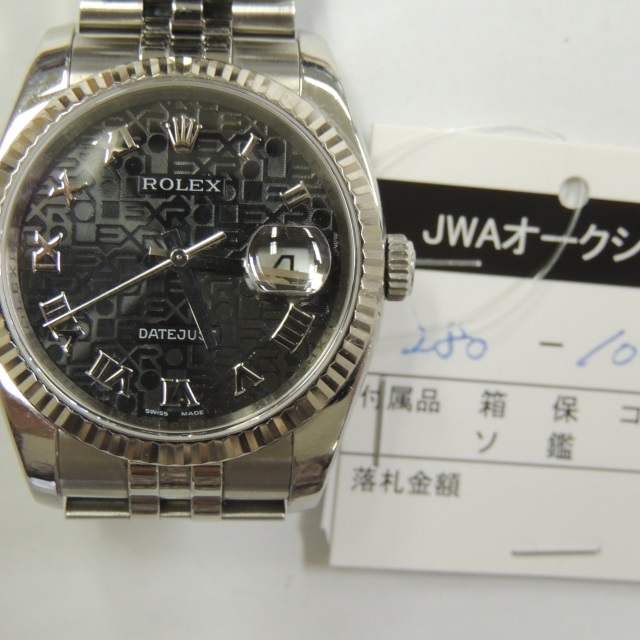 ROLEX
DATEJUS
SWISS MADE
JWAオークシ
280 - 10
付属品 箱 保 コ
ソ 鑑
落札金額